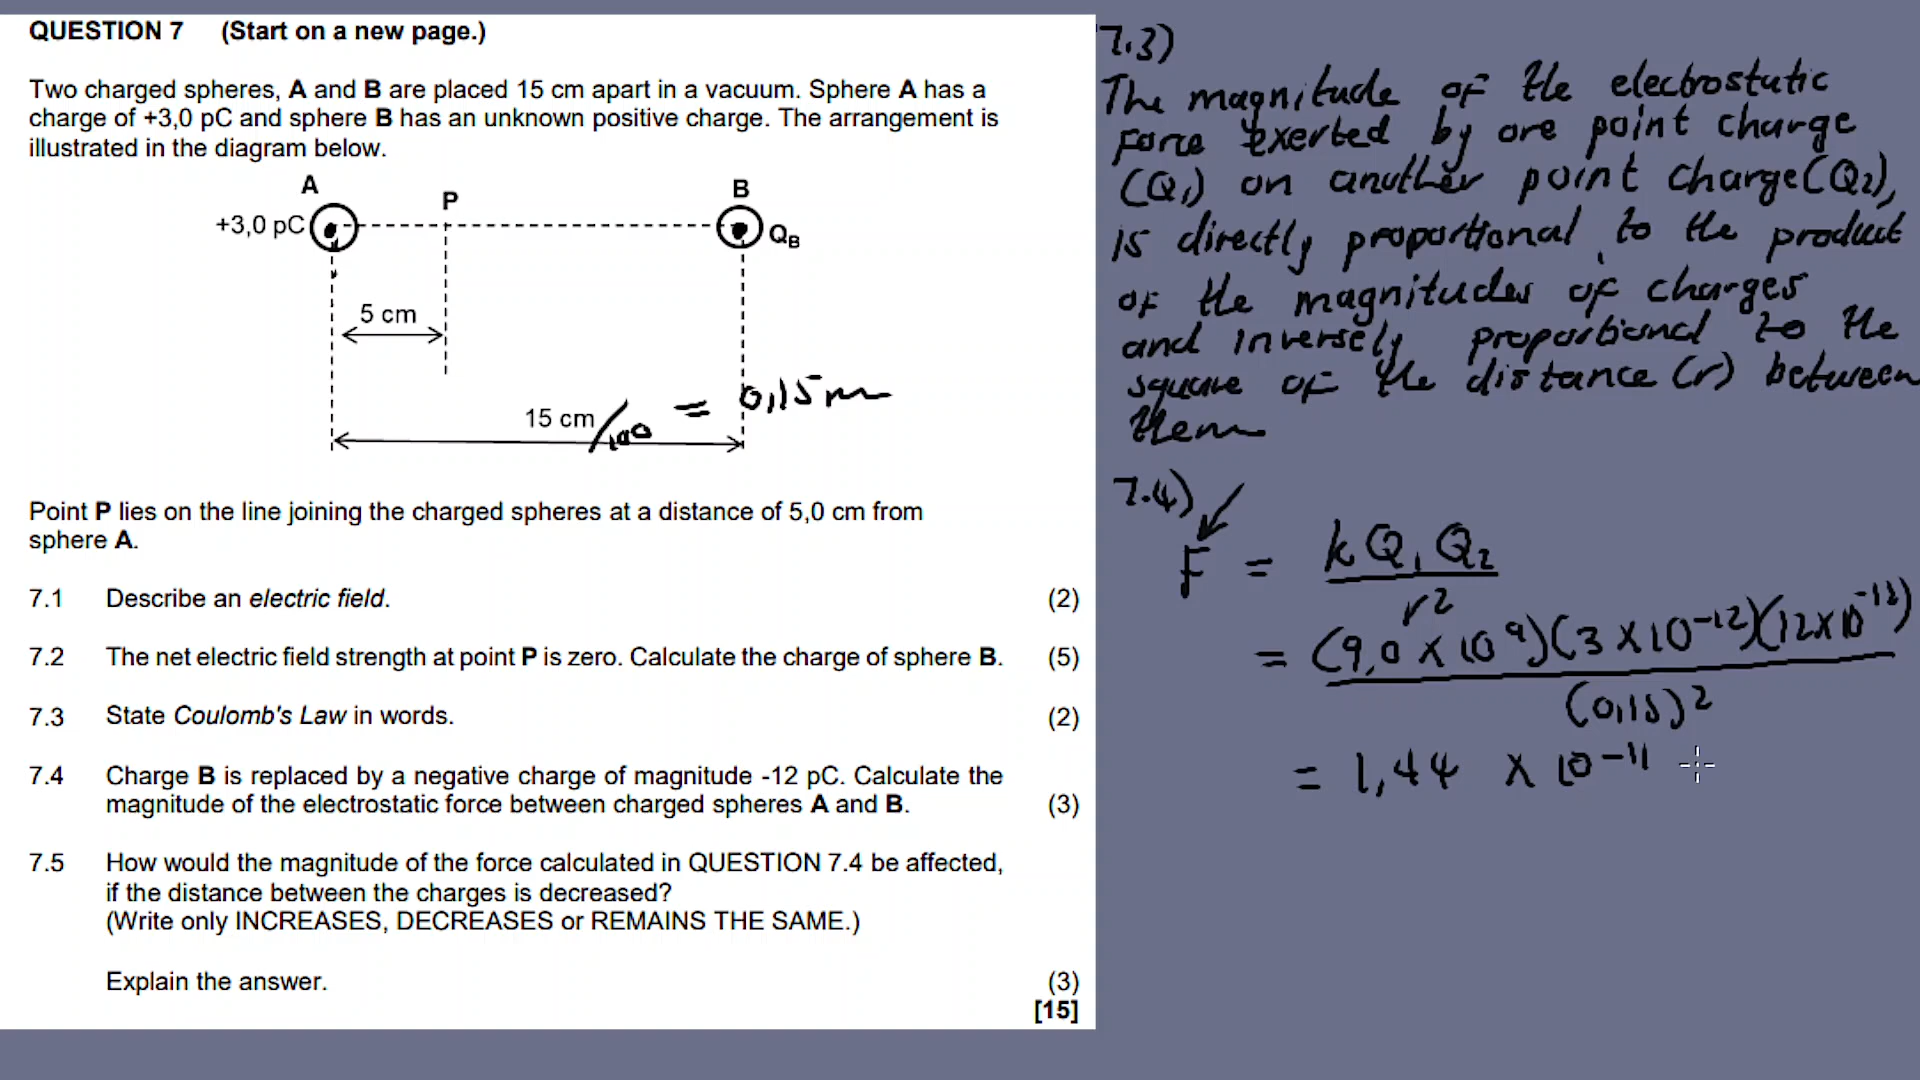 QUESTION 7 (Start on a new page.)
Two charged spheres, A and B are placed 15 cm apart in a vacuum. Sphere A has a
charge of +3,0 pC and sphere B has an unknown positive charge. The arrangement is
illustrated in the diagram below.
A
P
B
+3,0 pC
QB
5 cm
15 cm /100 = 0,15m
Point P lies on the line joining the charged spheres at a distance of 5,0 cm from
sphere A.
7.1 Describe an electric field. (2)
7.2 The net electric field strength at point P is zero. Calculate the charge of sphere B. (5)
7.3 State Coulomb's Law in words. (2)
7.4 Charge B is replaced by a negative charge of magnitude -12 pC. Calculate the
magnitude of the electrostatic force between charged spheres A and B. (3)
7.5 How would the magnitude of the force calculated in QUESTION 7.4 be affected,
if the distance between the charges is decreased?
(Write only INCREASES, DECREASES or REMAINS THE SAME.)
Explain the answer. (3)
[15]
7.3)
The magnitude of the electrostatic
force exerted by one point charge
(Q1) on another point charge (Q2),
is directly proportional to the product
of the magnitudes of charges
and inversely proportional to the
square of the distance (r) between
them
7.4)
F = kQ1Q2
r2
= (9,0 x 10^9)(3 x 10^-12)(12x10^-12)
(0,15)2
= 1,44 x 10^-11